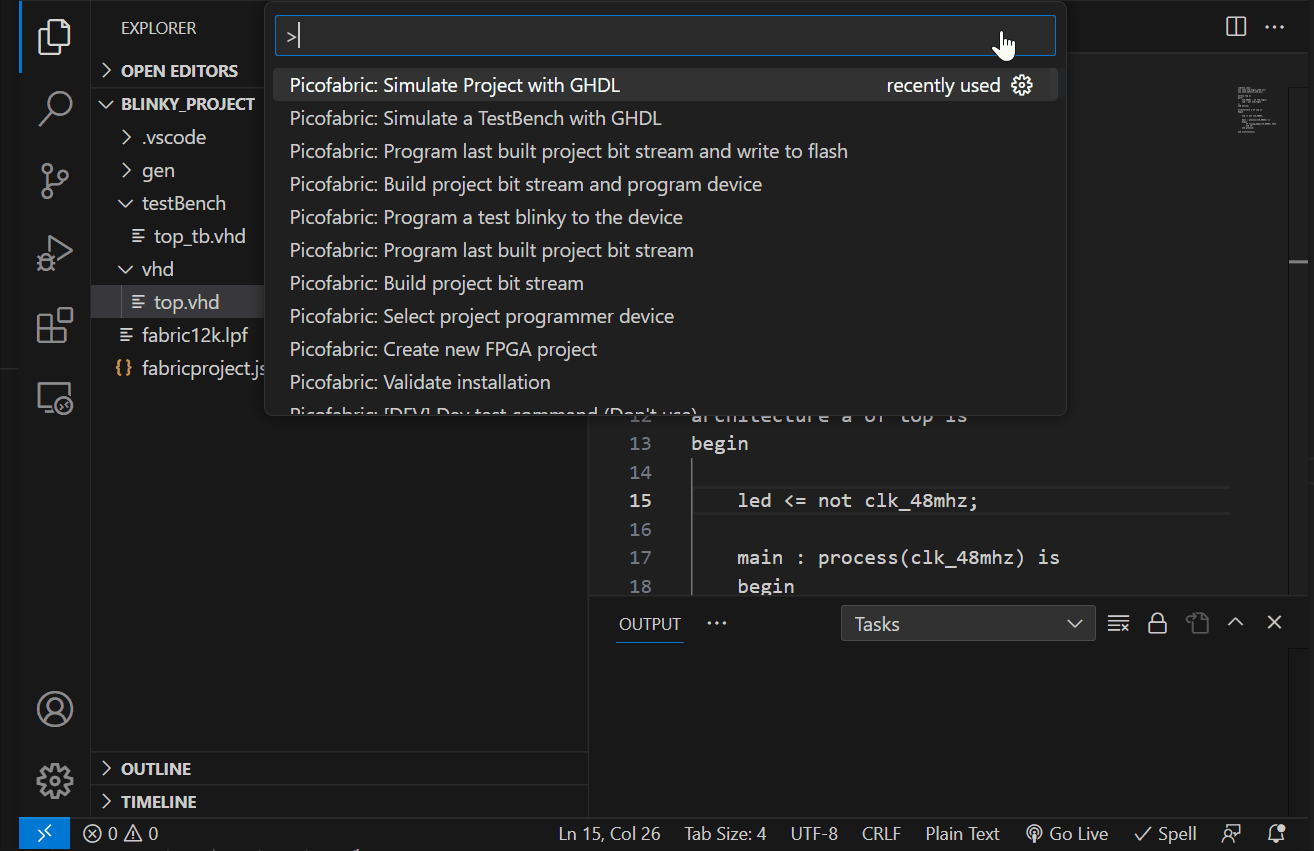 EXPLORER
OPEN EDITORS
BLINKY_PROJECT
.vscode
gen
testBench
top_tb.vhd
vhd
top.vhd
fabric12k.lpf
{} fabricproject.js
>
Picofabric: Simulate Project with GHDL recently used
Picofabric: Simulate a TestBench with GHDL
Picofabric: Program last built project bit stream and write to flash
Picofabric: Build project bit stream and program device
Picofabric: Program a test blinky to the device
Picofabric: Program last built project bit stream
Picofabric: Build project bit stream
Picofabric: Select project programmer device
Picofabric: Create new FPGA project
Picofabric: Validate installation
Picofabric: [DEV] Dev test command (Don't use)
12 architecture a of top is
13 begin
14
15 led <= not clk_48mhz;
16
17 main : process(clk_48mhz) is
18 begin
OUTPUT
Tasks
OUTLINE
TIMELINE
0 0 Ln 15, Col 26 Tab Size: 4 UTF-8 CRLF Plain Text Go Live Spell